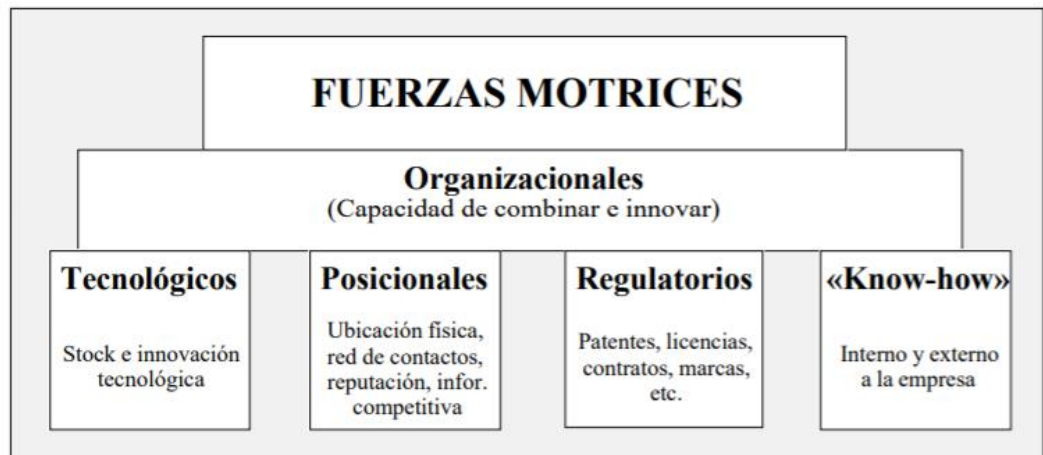 FUERZAS MOTRICES
Organizacionales
(Capacidad de combinar e innovar)
Tecnológicos
Stock e innovación
tecnológica
Posicionales
Ubicación física,
red de contactos,
reputación, infor.
competitiva
Regulatorios
Patentes, licencias,
contratos, marcas,
etc.
«Know-how»
Interno y externo
a la empresa